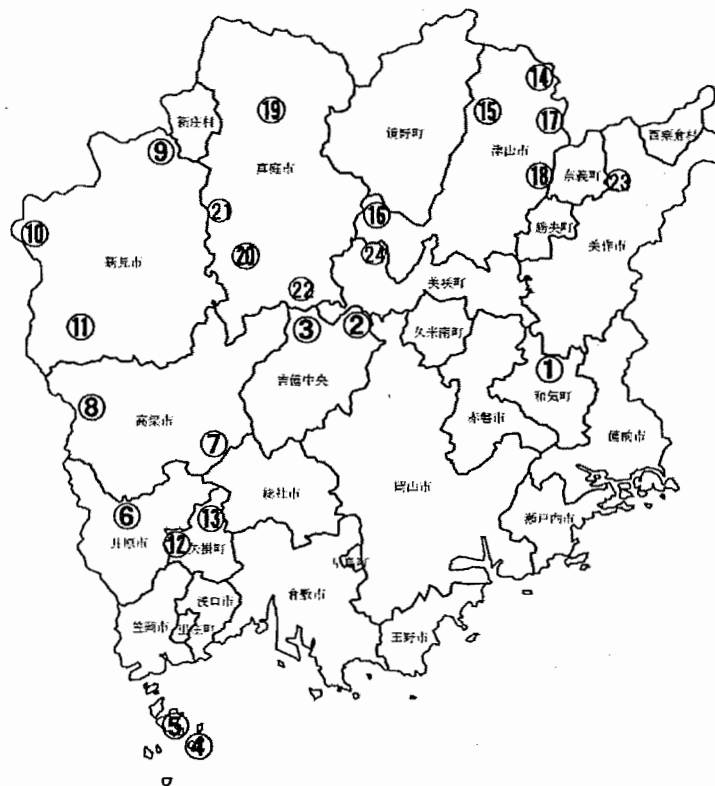 ⑭
⑲
⑮
新庄村
⑰
鏡野町
津山市
西粟倉村
⑨
真庭市
⑱
奈義町
㉓
㉑
⑯
勝央町
⑩
美作市
新見市
⑳
㉔
美咲町
㉒
⑪
③
②
久米南町
①
吉備中央
和気町
⑧
赤磐市
高梁市
⑦
備前市
総社市
岡山市
⑥
⑬
瀬戸内市
井原市
⑫
矢掛町
早島町
浅口市
倉敷市
笠岡市
里庄町
玉野市
⑤
④